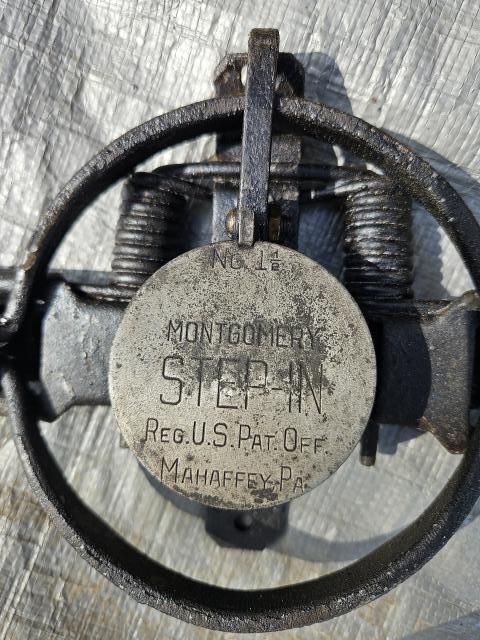 No. 1½
MONTGOMERY
STEP-IN
REG. U.S. PAT. OFF
MAHAFFEY, PA.